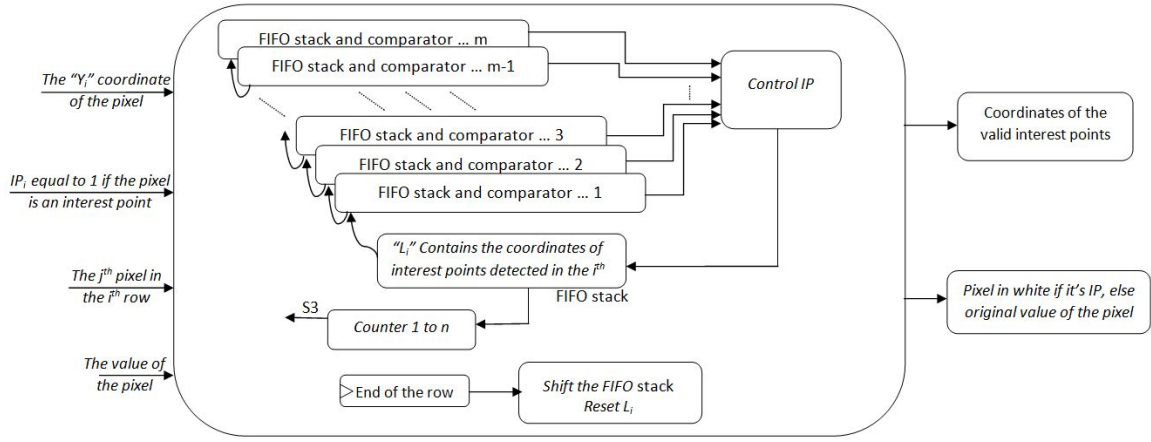 FIFO stack and comparator ... m
FIFO stack and comparator ... m-1
Control IP
The “Yi” coordinate
of the pixel
Coordinates of the
valid interest points
FIFO stack and comparator ... 3
FIFO stack and comparator ... 2
FIFO stack and comparator ... 1
IPi equal to 1 if the pixel
is an interest point
“Li” Contains the coordinates of
interest points detected in the ith
FIFO stack
The jth pixel in
the ith row
Pixel in white if it’s IP, else
original value of the pixel
S3
Counter 1 to n
The value of
the pixel
End of the row
Shift the FIFO stack
Reset Li